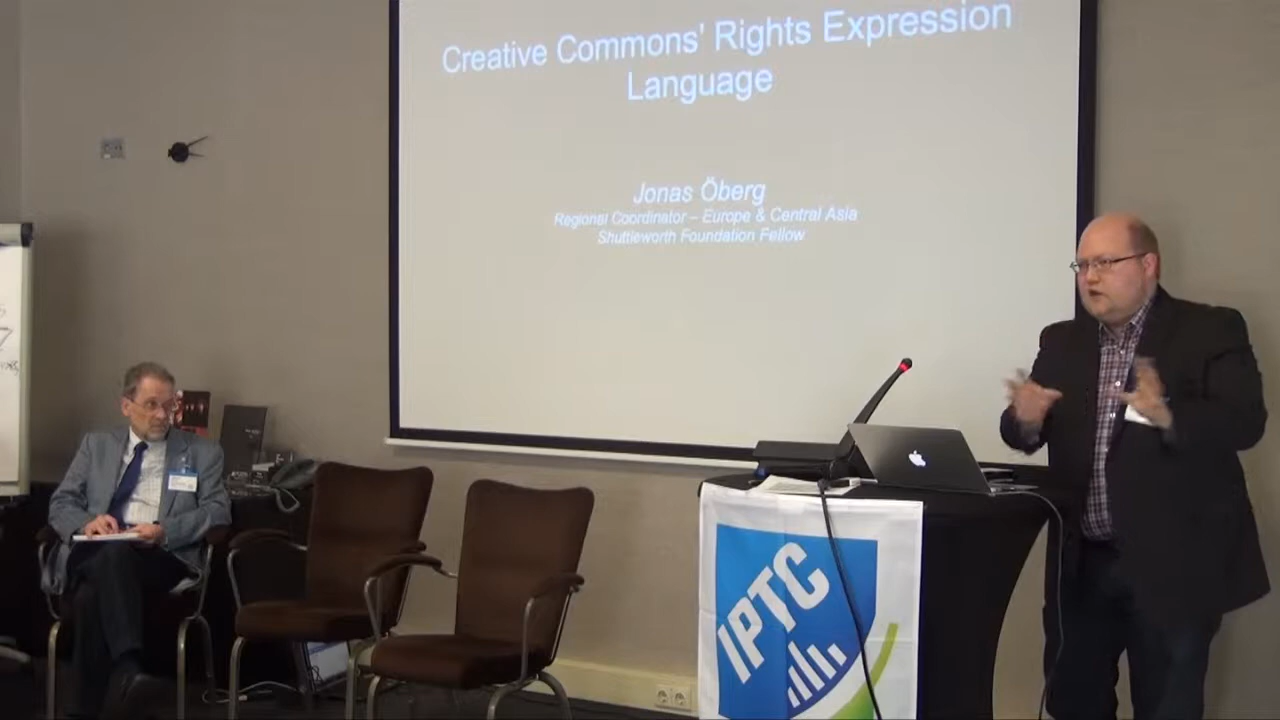 Creative Commons' Rights Expression
Language
Jonas Öberg
Regional Coordinator – Europe & Central Asia
Shuttleworth Foundation Fellow
IPTC